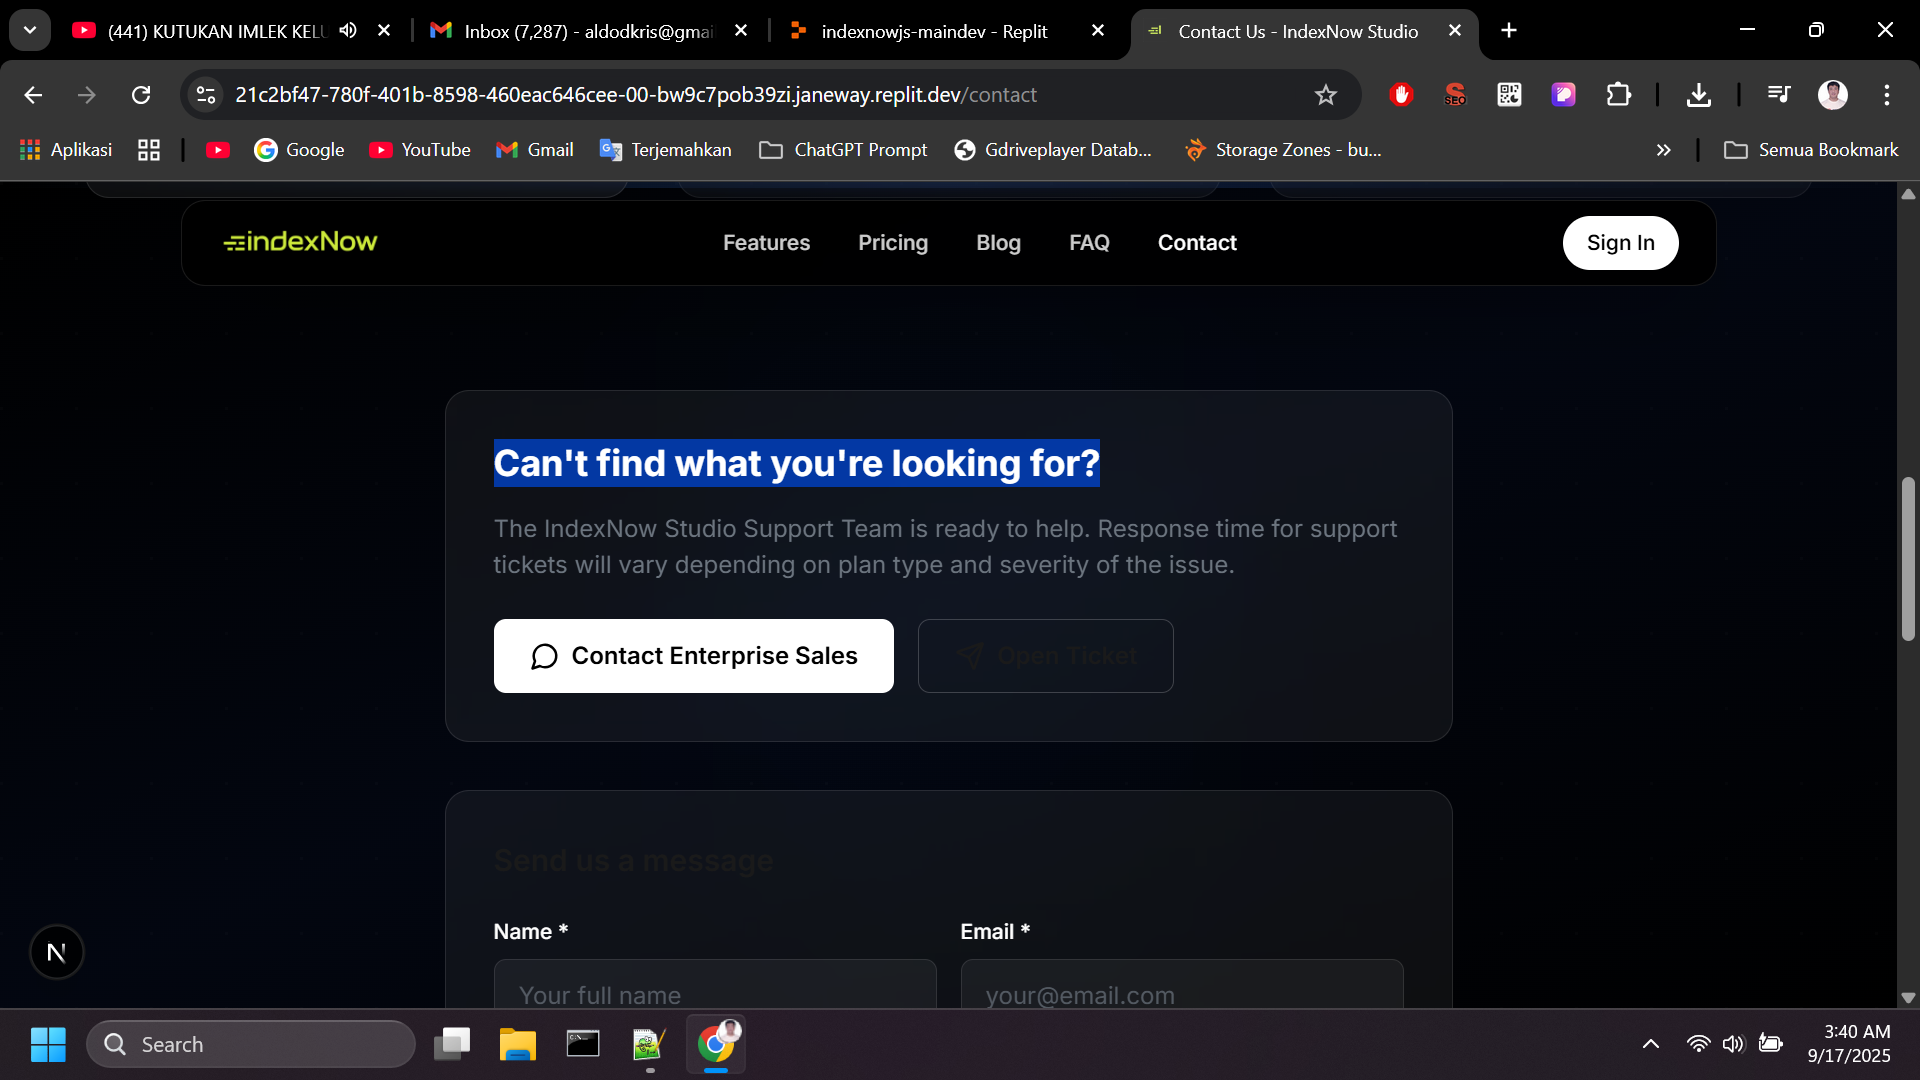 (441) KUTUKAN IMLEK KELU
Inbox (7,287) - aldodkris@gmai
indexnowjs-maindev - Replit
Contact Us - IndexNow Studio
21c2bf47-780f-401b-8598-460eac646cee-00-bw9c7pob39zi.janeway.replit.dev/contact
SEO
Aplikasi
Google
YouTube
Gmail
Terjemahkan
ChatGPT Prompt
Gdriveplayer Datab...
Storage Zones - bu...
Semua Bookmark
indexNow
Features
Pricing
Blog
FAQ
Contact
Sign In
Can't find what you're looking for?
The IndexNow Studio Support Team is ready to help. Response time for support
tickets will vary depending on plan type and severity of the issue.
Contact Enterprise Sales
Open Ticket
Send us a message
Name *
Email *
Your full name
your@email.com
N
Search
3:40 AM
9/17/2025